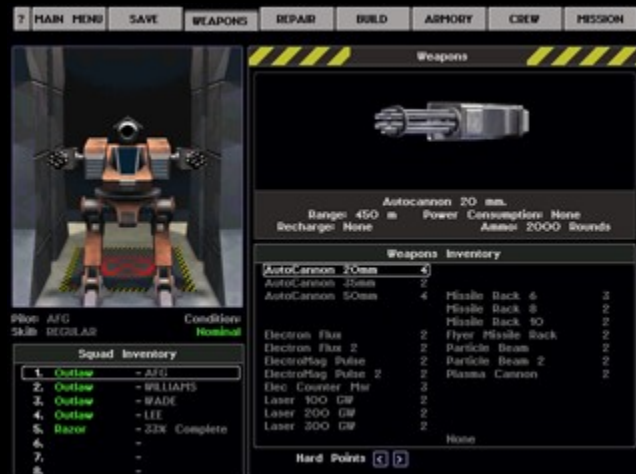 ? MAIN MENU SAVE WEAPONS REPAIR BUILD ARMORY CREW MISSION
Weapons
Autocannon 20 mm.
Range: 450 m Power Consumption: None
Recharge: None Ammo: 2000 Rounds
Weapons Inventory
AutoCannon 20mm 4
AutoCannon 35mm 2
AutoCannon 50mm 4 Missile Rack 6 3
Missile Rack 8 2
Missile Rack 10 2
Electron Flux 2 Flyer Missile Rack 2
Electron Flux 2 2 Particle Beam 2
ElectroMag Pulse 2 Particle Beam 2 2
ElectroMag Pulse 2 2 Plasma Cannon 2
Elec Counter Msr 3
Laser 100 GW 2
Laser 200 GW 2
Laser 300 GW 2
None
Hard Points < >
Pilot: AFG Condition:
Skill: REGULAR Nominal
Squad Inventory
1. Outlaw - AFG
2. Outlaw - WILLIAMS
3. Outlaw - WADE
4. Outlaw - LEE
5. Razor - 33% Complete
6. -
7. -
8. -